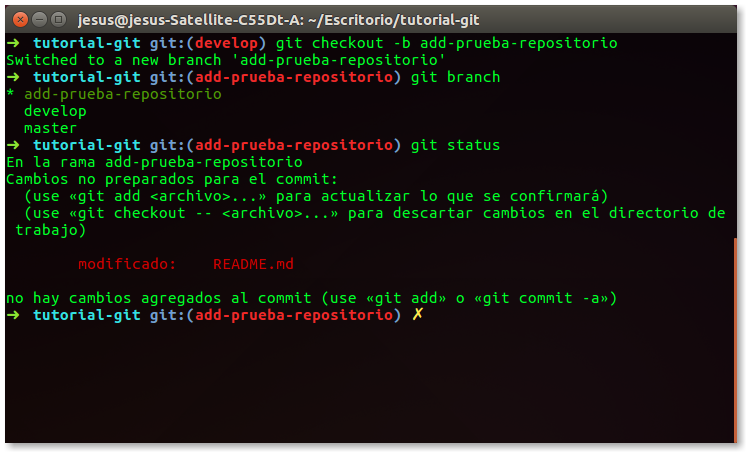 jesus@jesus-Satellite-C55Dt-A: ~/Escritorio/tutorial-git
➜ tutorial-git git:(develop) git checkout -b add-prueba-repositorio
Switched to a new branch 'add-prueba-repositorio'
➜ tutorial-git git:(add-prueba-repositorio) git branch
* add-prueba-repositorio
develop
master
➜ tutorial-git git:(add-prueba-repositorio) git status
En la rama add-prueba-repositorio
Cambios no preparados para el commit:
(use «git add <archivo>...» para actualizar lo que se confirmará)
(use «git checkout -- <archivo>...» para descartar cambios en el directorio de
trabajo)
modificado: README.md
no hay cambios agregados al commit (use «git add» o «git commit -a»)
➜ tutorial-git git:(add-prueba-repositorio) ✗